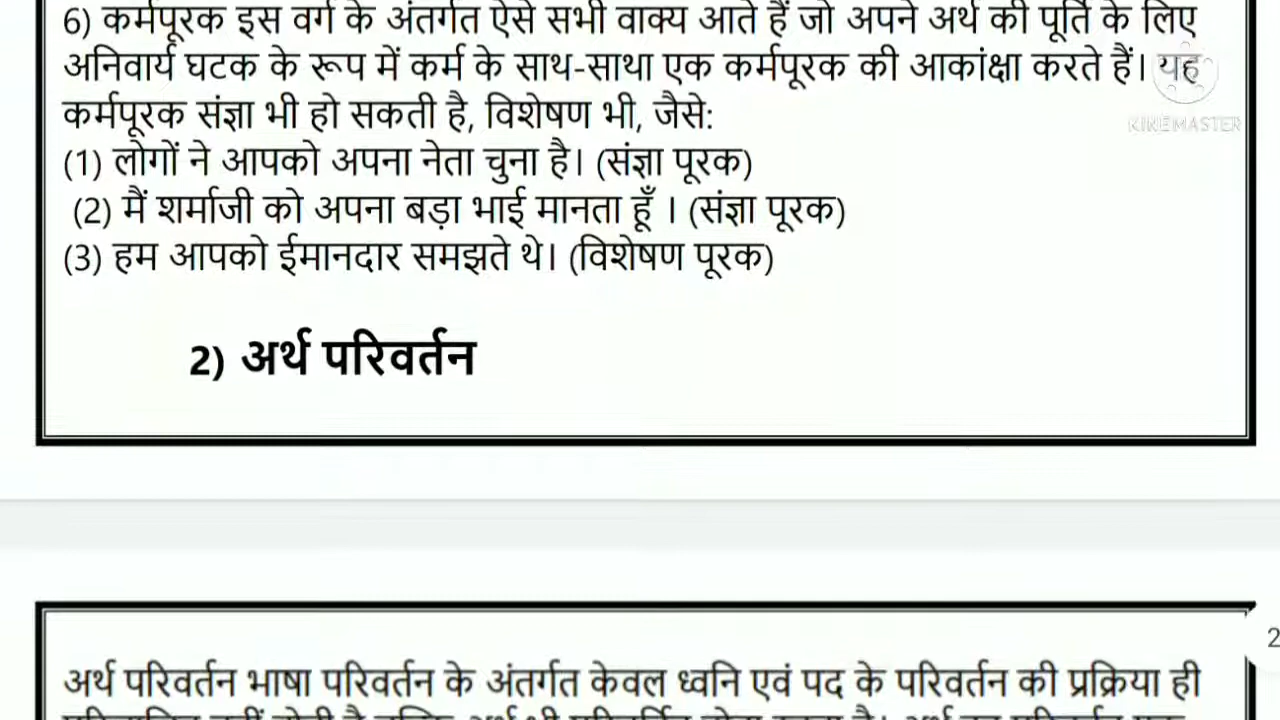 6) कर्मपूरक इस वर्ग के अंतर्गत ऐसे सभी वाक्य आते हैं जो अपने अर्थ की पूर्ति के लिए
अनिवार्य घटक के रूप में कर्म के साथ-साथा एक कर्मपूरक की आकांक्षा करते हैं। यह
कर्मपूरक संज्ञा भी हो सकती है, विशेषण भी, जैसे:
KINEMASTER
(1) लोगों ने आपको अपना नेता चुना है। (संज्ञा पूरक)
(2) मैं शर्माजी को अपना बड़ा भाई मानता हूँ । (संज्ञा पूरक)
(3) हम आपको ईमानदार समझते थे। (विशेषण पूरक)
2) अर्थ परिवर्तन
2
अर्थ परिवर्तन भाषा परिवर्तन के अंतर्गत केवल ध्वनि एवं पद के परिवर्तन की प्रक्रिया ही